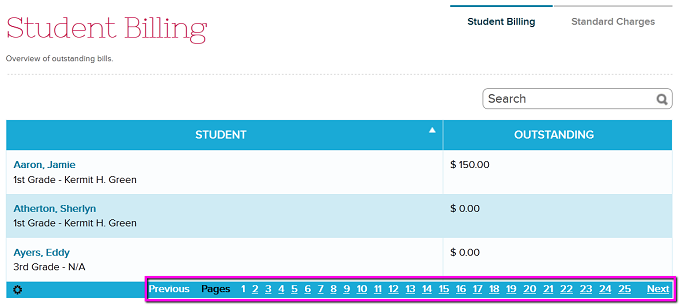 Student Billing
Student Billing Standard Charges
Overview of outstanding bills.
Search
STUDENT OUTSTANDING
Aaron, Jamie $ 150.00
1st Grade - Kermit H. Green
Atherton, Sherlyn $ 0.00
1st Grade - Kermit H. Green
Ayers, Eddy $ 0.00
3rd Grade - N/A
Previous Pages 1 2 3 4 5 6 7 8 9 10 11 12 13 14 15 16 17 18 19 20 21 22 23 24 25 Next